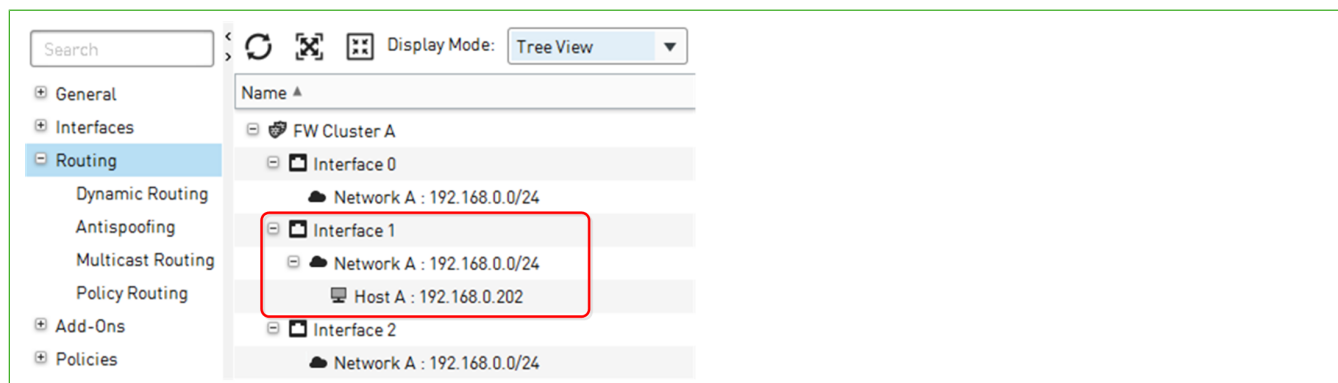 Search
Display Mode: Tree View
General
Interfaces
Routing
Dynamic Routing
Antispoofing
Multicast Routing
Policy Routing
Add-Ons
Policies
Name
FW Cluster A
Interface 0
Network A : 192.168.0.0/24
Interface 1
Network A : 192.168.0.0/24
Host A : 192.168.0.202
Interface 2
Network A : 192.168.0.0/24